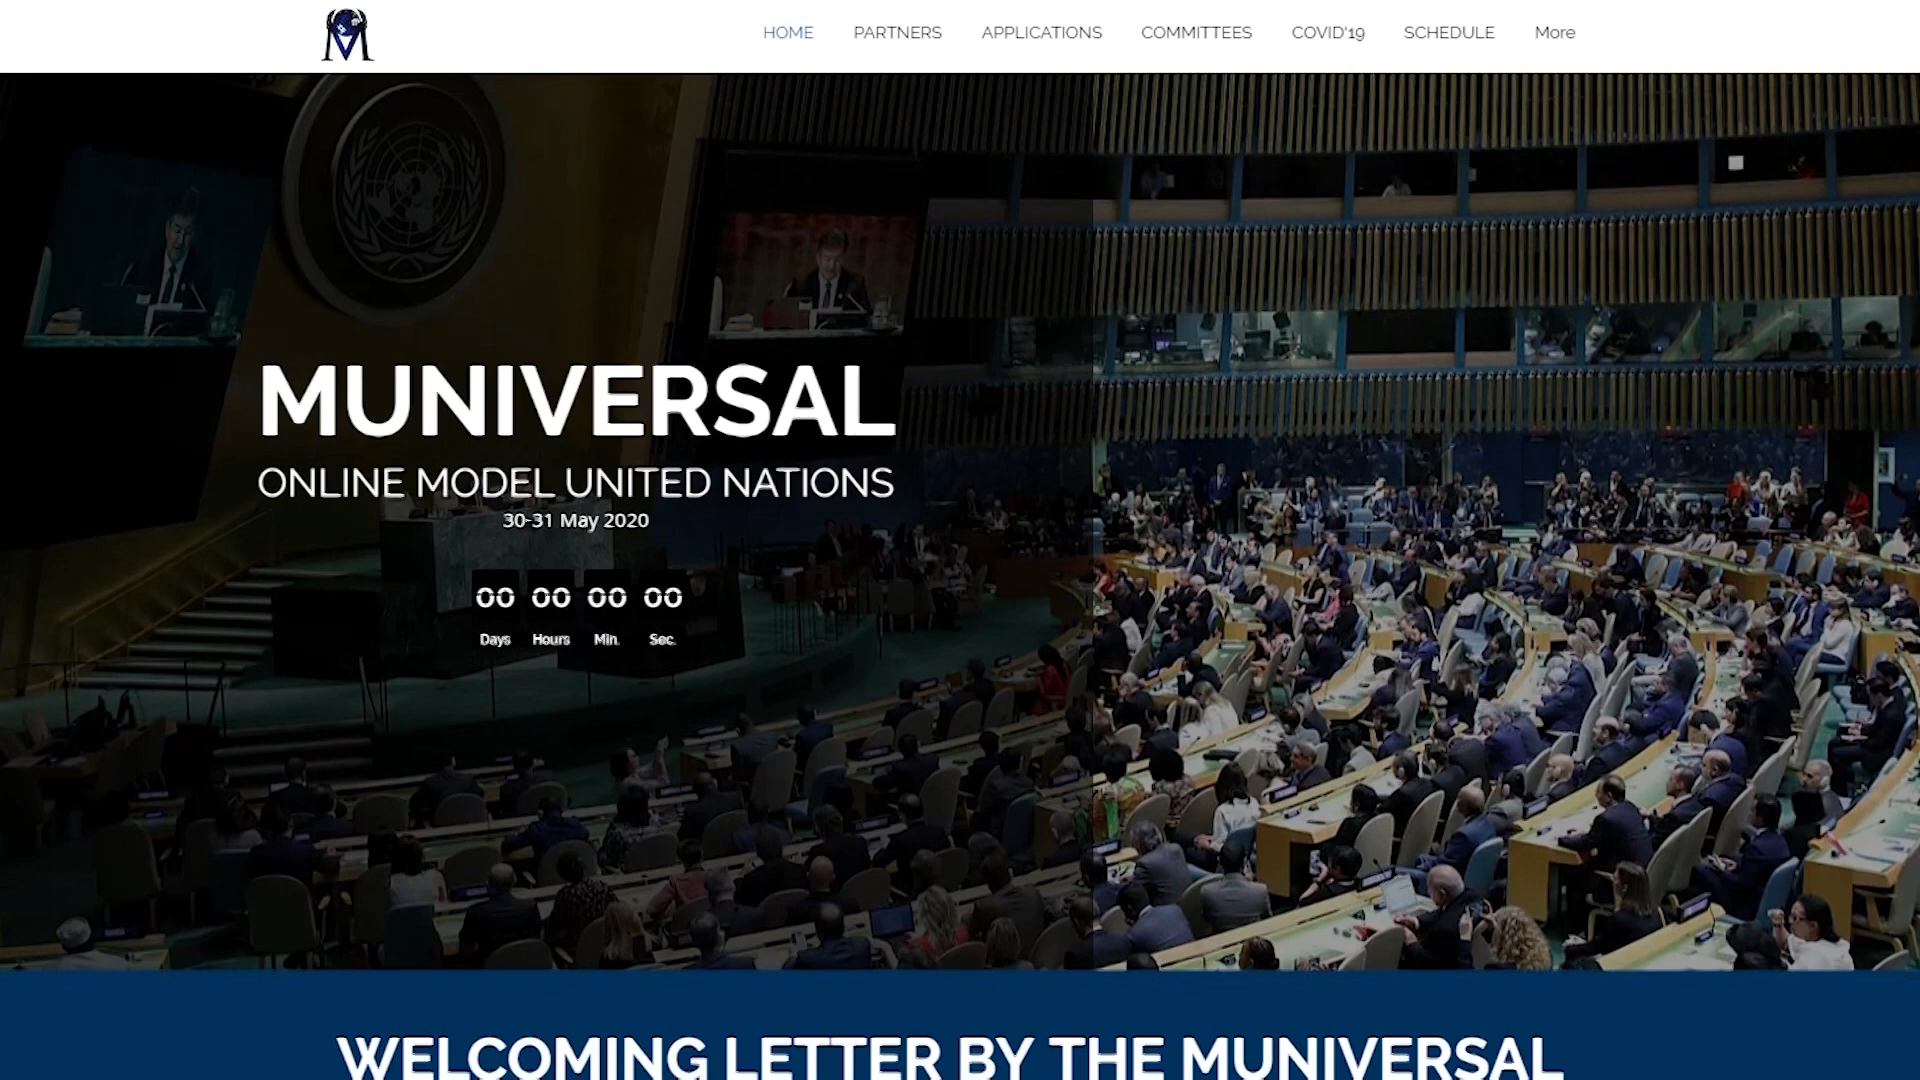 HOME PARTNERS APPLICATIONS COMMITTEES COVID'19 SCHEDULE More
MUNIVERSAL
ONLINE MODEL UNITED NATIONS
30-31 May 2020
00 00 00 00
Days Hours Min. Sec.
WELCOMING LETTER BY THE MUNIVERSAL